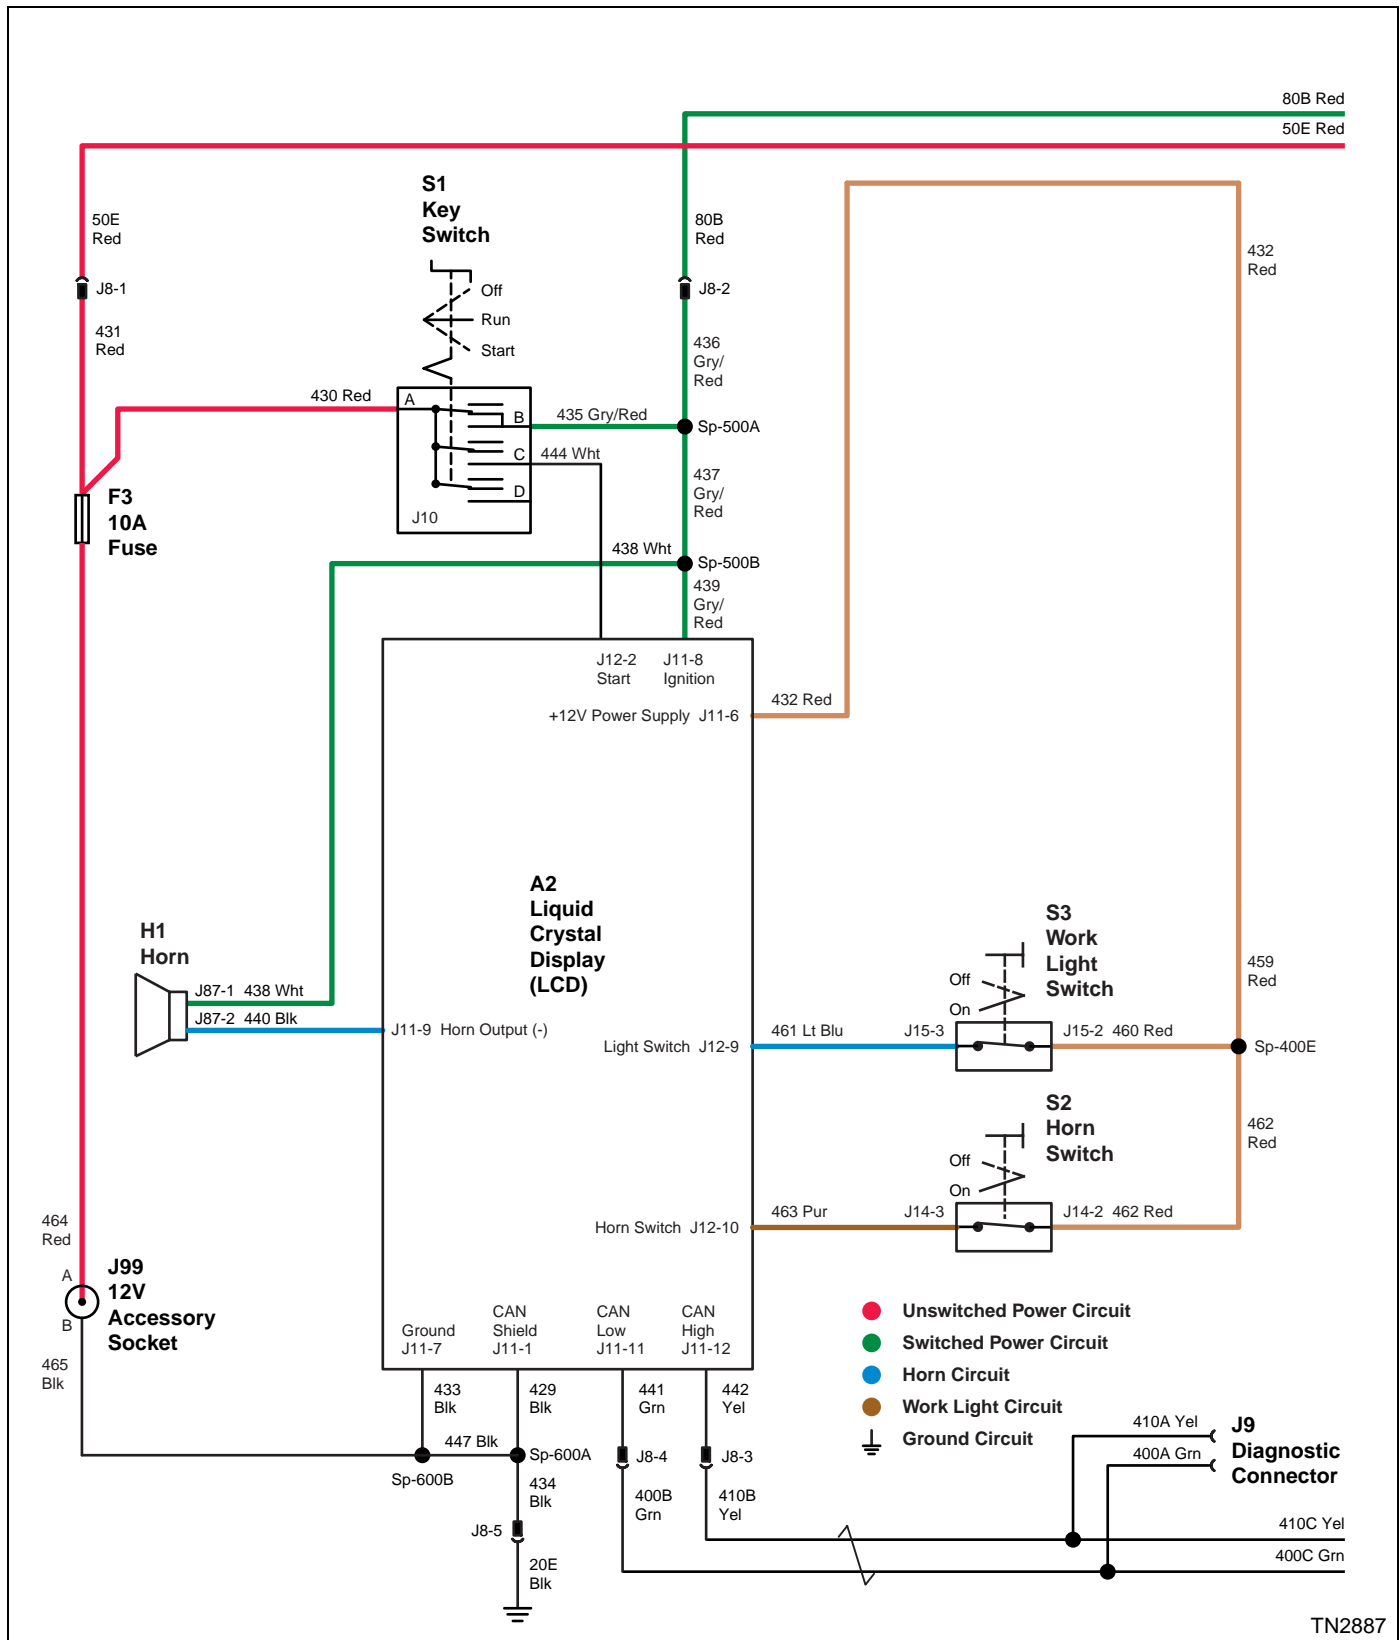 80B Red
50E Red
S1
Key
Switch
50E
Red
80B
Red
432
Red
J8-1
Off
J8-2
Run
431
Red
436
Gry/
Red
Start
430 Red
A
B
435 Gry/Red
Sp-500A
C
444 Wht
437
Gry/
Red
D
J10
F3
10A
Fuse
438 Wht
Sp-500B
439
Gry/
Red
J12-2
Start
J11-8
Ignition
432 Red
+12V Power Supply J11-6
A2
Liquid
Crystal
Display
(LCD)
S3
Work
Light
Switch
H1
Horn
Off
On
459
Red
J87-1 438 Wht
J87-2 440 Blk
J11-9 Horn Output (-)
Light Switch J12-9
461 Lt Blu
J15-3
J15-2 460 Red
Sp-400E
S2
Horn
Switch
462
Red
Off
On
463 Pur
J14-3
J14-2 462 Red
Horn Switch J12-10
464
Red
A
B
J99
12V
Accessory
Socket
465
Blk
Ground
J11-7
CAN
Shield
J11-1
CAN
Low
J11-11
CAN
High
J11-12
Unswitched Power Circuit
Switched Power Circuit
Horn Circuit
Work Light Circuit
Ground Circuit
433
Blk
429
Blk
441
Grn
442
Yel
410A Yel
400A Grn
J9
Diagnostic
Connector
447 Blk
Sp-600A
Sp-600B
J8-4
J8-3
434
Blk
400B
Grn
410B
Yel
J8-5
410C Yel
400C Grn
20E
Blk
TN2887